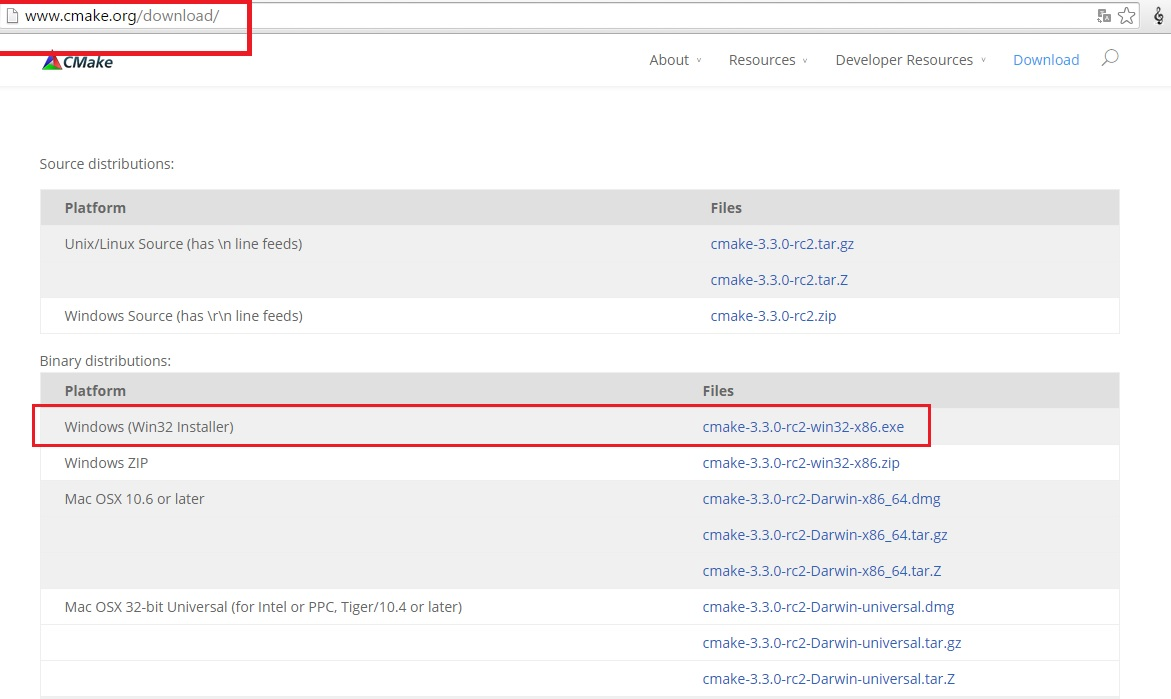 www.cmake.org/download/
CMake
About Resources Developer Resources Download
Source distributions:
Platform Files
Unix/Linux Source (has \n line feeds) cmake-3.3.0-rc2.tar.gz
cmake-3.3.0-rc2.tar.Z
Windows Source (has \r\n line feeds) cmake-3.3.0-rc2.zip
Binary distributions:
Platform Files
Windows (Win32 Installer) cmake-3.3.0-rc2-win32-x86.exe
Windows ZIP cmake-3.3.0-rc2-win32-x86.zip
Mac OSX 10.6 or later cmake-3.3.0-rc2-Darwin-x86_64.dmg
cmake-3.3.0-rc2-Darwin-x86_64.tar.gz
cmake-3.3.0-rc2-Darwin-x86_64.tar.Z
Mac OSX 32-bit Universal (for Intel or PPC, Tiger/10.4 or later) cmake-3.3.0-rc2-Darwin-universal.dmg
cmake-3.3.0-rc2-Darwin-universal.tar.gz
cmake-3.3.0-rc2-Darwin-universal.tar.Z